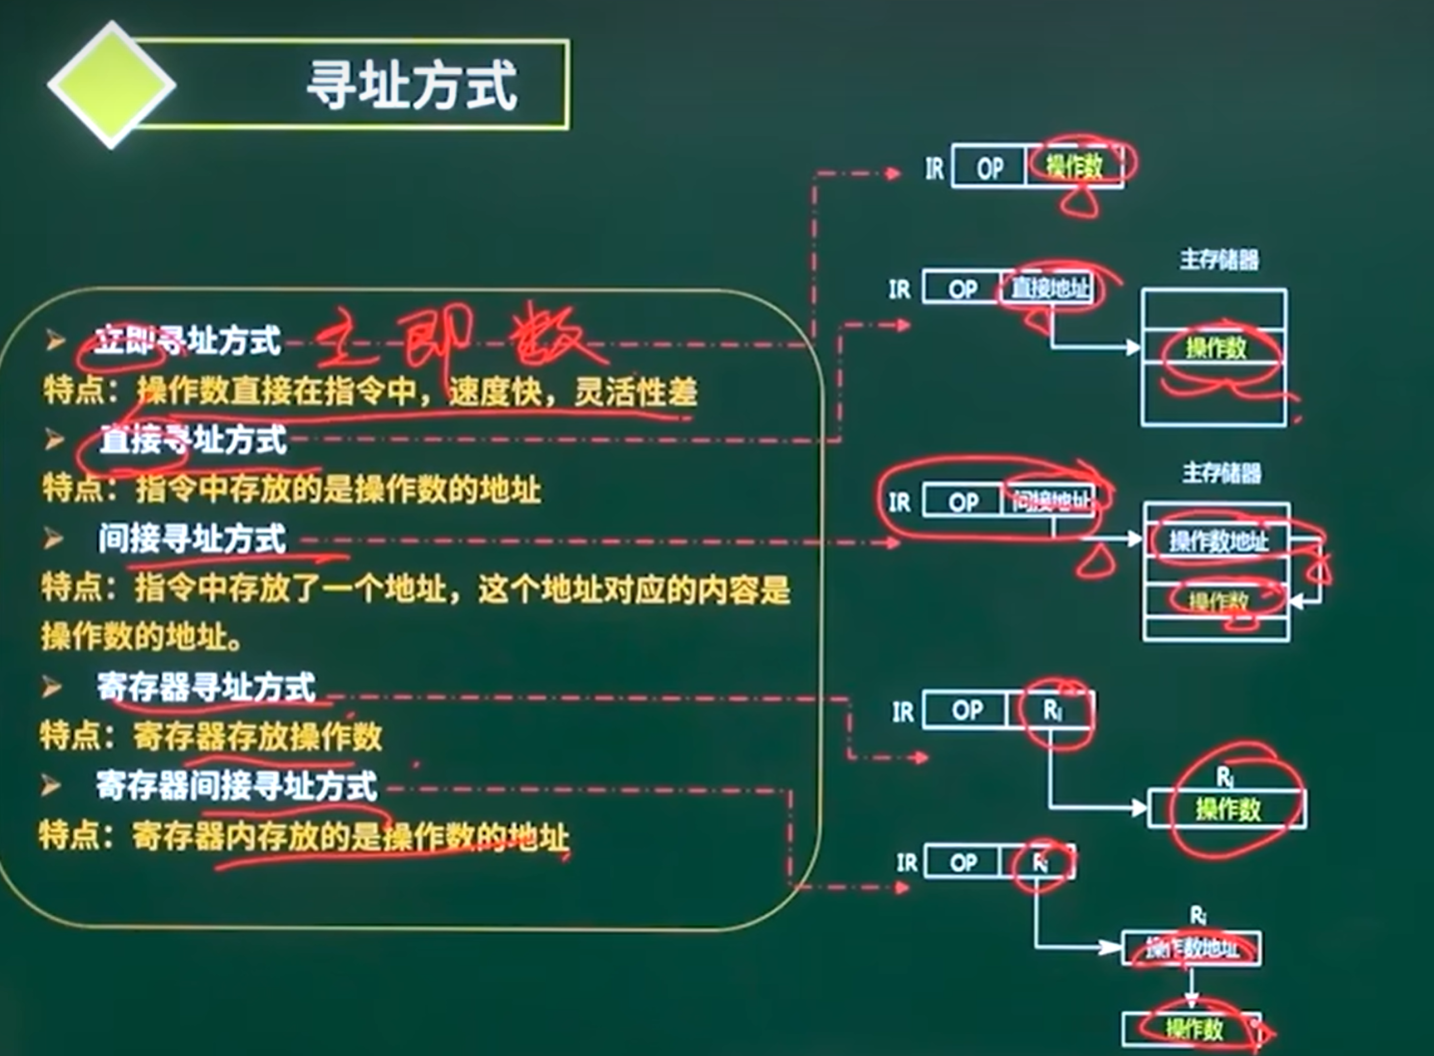 寻址方式
立即寻址方式 立即数
特点：操作数直接在指令中，速度快，灵活性差
直接寻址方式
特点：指令中存放的是操作数的地址
间接寻址方式
特点：指令中存放了一个地址，这个地址对应的内容是
操作数的地址。
寄存器寻址方式
特点：寄存器存放操作数
寄存器间接寻址方式
特点：寄存器内存放的是操作数的地址
IR OP 操作数
主存储器
IR OP 直接地址
操作数
主存储器
IR OP 间接地址
操作数地址
操作数
IR OP Ri
Ri
操作数
IR OP Ri
Ri
操作数地址
操作数